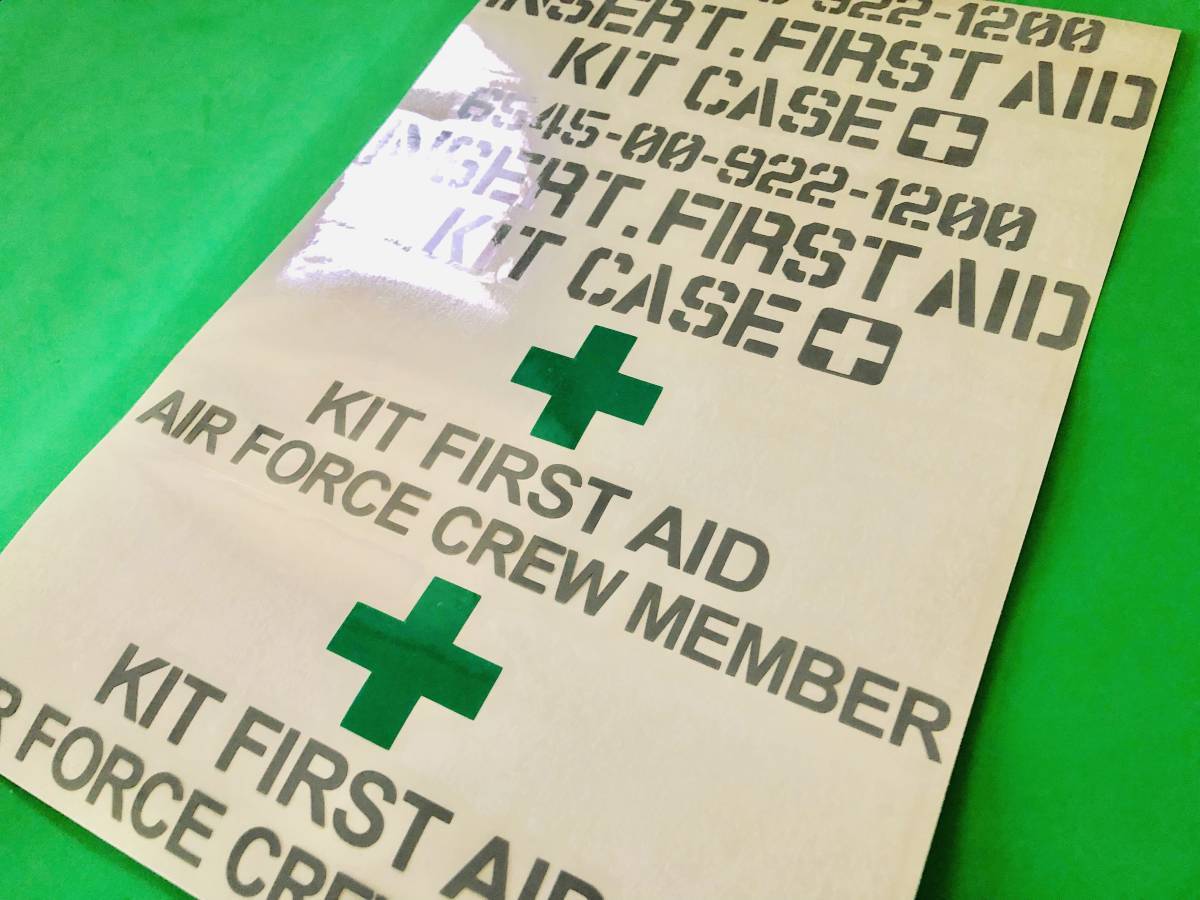 922-1200
INSERT.FIRST AID
KIT CASE
6545-00-922-1200
INSERT.FIRST AID
KIT CASE
KIT FIRST AID
AIR FORCE CREW MEMBER
KIT FIRST AID
FORCE